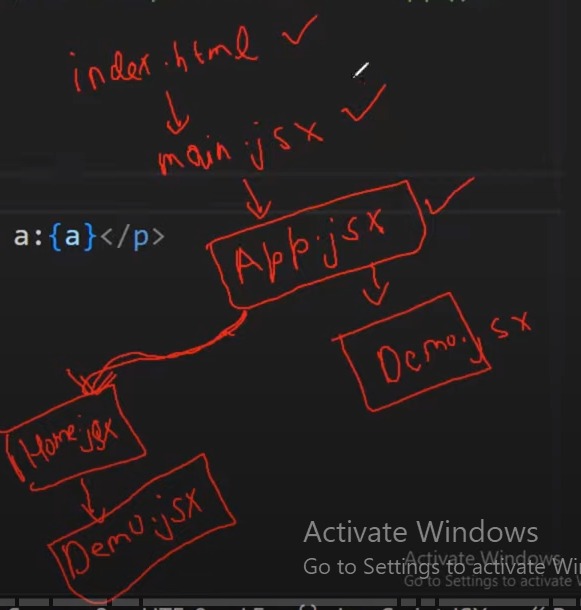 index.html
main.jsx
App.jsx
a:{a}</p>
Demo.jsx
Home.jsx
Demo.jsx
Activate Windows
Go to Settings to activate Wi
Activate Windows
Go to Settings to activate